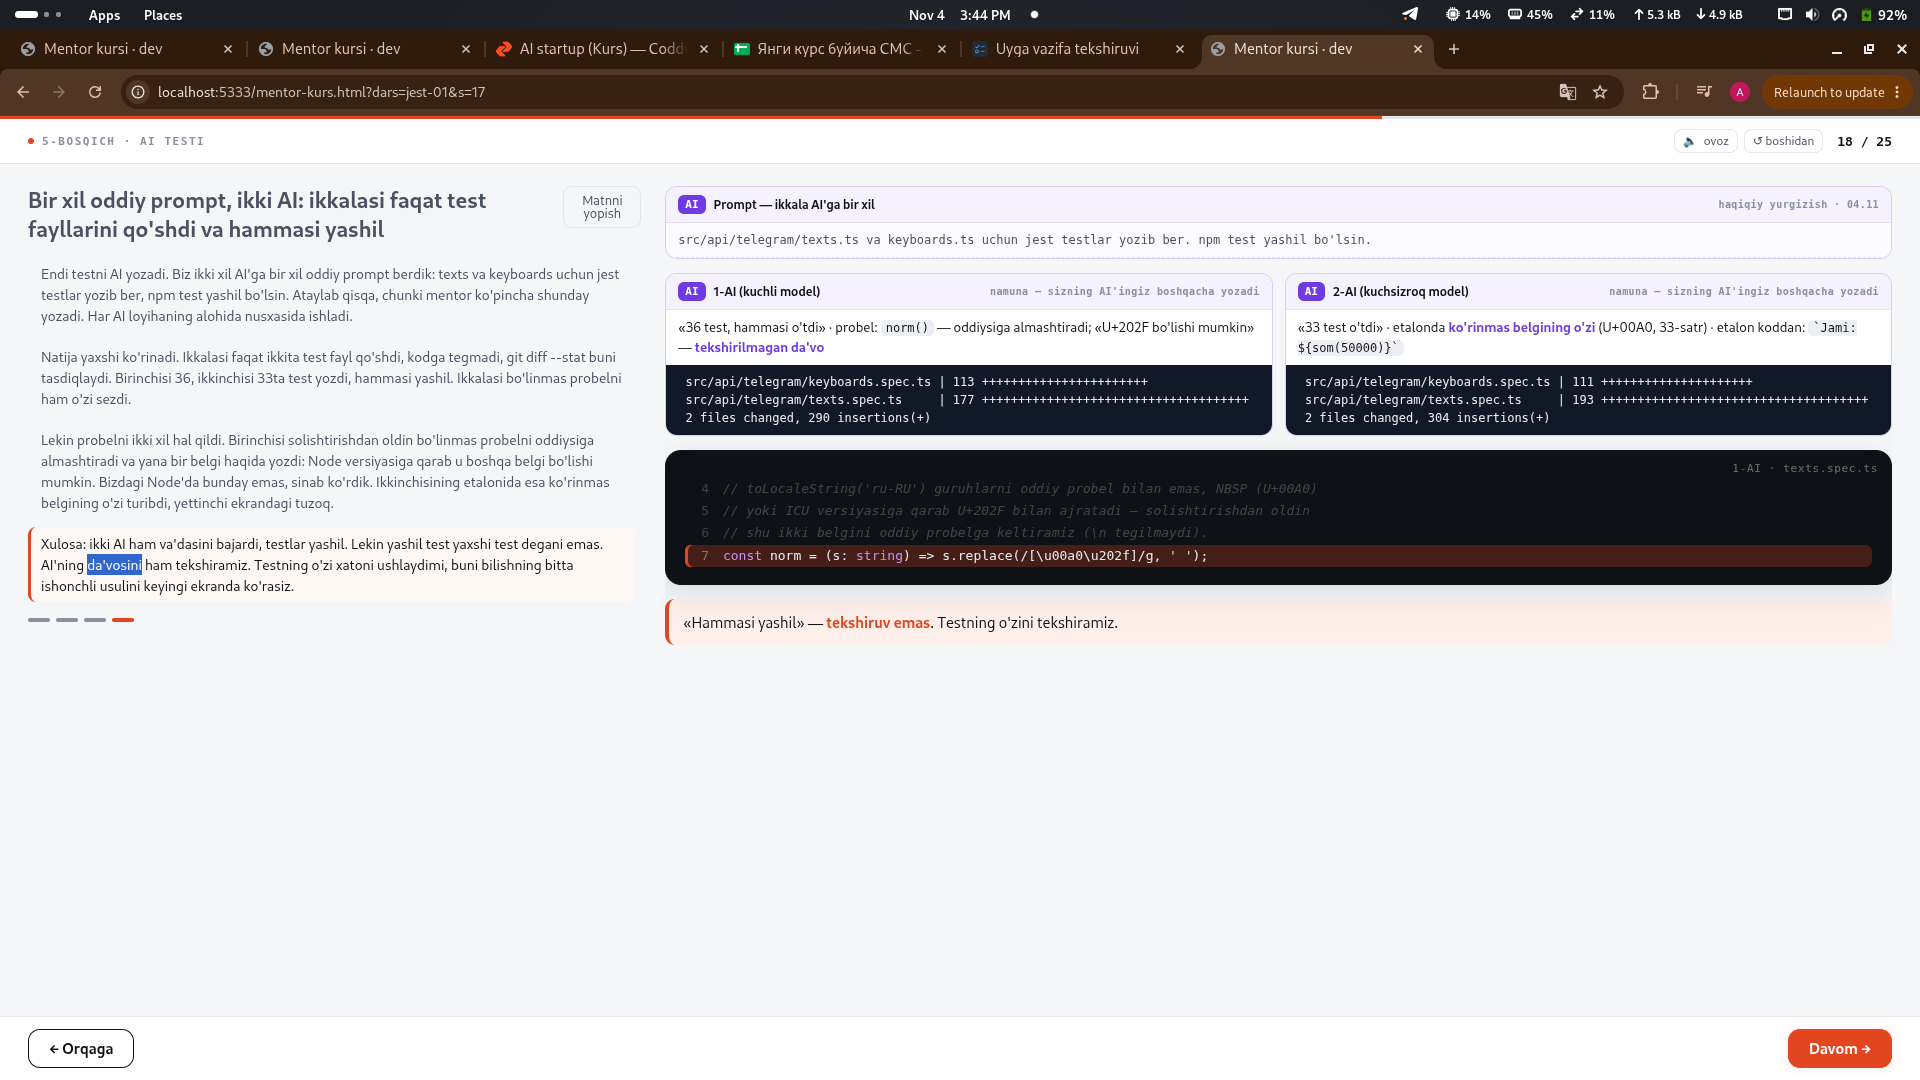 Apps Places Nov 4 3:44 PM 14% 45% 11% 5.3 kB 4.9 kB 92%
Mentor kursi · dev Mentor kursi · dev AI startup (Kurs) — Codd Янги курс буйича СМС - Uyga vazifa tekshiruvi Mentor kursi · dev
localhost:5333/mentor-kurs.html?dars=jest-01&s=17 A Relaunch to update
5-BOSQICH · AI TESTI ovoz ↺ boshidan 18 / 25
Bir xil oddiy prompt, ikki AI: ikkalasi faqat test
fayllarini qo'shdi va hammasi yashil
Matnni
yopish
Endi testni AI yozadi. Biz ikki xil AI'ga bir xil oddiy prompt berdik: texts va keyboards uchun jest
testlar yozib ber, npm test yashil bo'lsin. Ataylab qisqa, chunki mentor ko'pincha shunday
yozadi. Har AI loyihaning alohida nusxasida ishladi.
Natija yaxshi ko'rinadi. Ikkalasi faqat ikkita test fayl qo'shdi, kodga tegmadi, git diff --stat buni
tasdiqlaydi. Birinchisi 36, ikkinchisi 33ta test yozdi, hammasi yashil. Ikkalasi bo'linmas probelni
ham o'zi sezdi.
Lekin probelni ikki xil hal qildi. Birinchisi solishtirishdan oldin bo'linmas probelni oddiysiga
almashtiradi va yana bir belgi haqida yozdi: Node versiyasiga qarab u boshqa belgi bo'lishi
mumkin. Bizdagi Node'da bunday emas, sinab ko'rdik. Ikkinchisining etalonida esa ko'rinmas
belgining o'zi turibdi, yettinchi ekrandagi tuzoq.
Xulosa: ikki AI ham va'dasini bajardi, testlar yashil. Lekin yashil test yaxshi test degani emas.
AI'ning da'vosini ham tekshiramiz. Testning o'zi xatoni ushlaydimi, buni bilishning bitta
ishonchli usulini keyingi ekranda ko'rasiz.
AI Prompt — ikkala AI'ga bir xil haqiqiy yurgizish · 04.11
src/api/telegram/texts.ts va keyboards.ts uchun jest testlar yozib ber. npm test yashil bo'lsin.
AI 1-AI (kuchli model) namuna — sizning AI'ingiz boshqacha yozadi
«36 test, hammasi o'tdi» · probel: norm() — oddiysiga almashtiradi; «U+202F bo'lishi mumkin»
— tekshirilmagan da'vo
src/api/telegram/keyboards.spec.ts | 113 +++++++++++++++++++++++
src/api/telegram/texts.spec.ts | 177 +++++++++++++++++++++++++++++++++++++
2 files changed, 290 insertions(+)
AI 2-AI (kuchsizroq model) namuna — sizning AI'ingiz boshqacha yozadi
«33 test o'tdi» · etalonda ko'rinmas belgining o'zi (U+00A0, 33-satr) · etalon koddan: `Jami:
${som(50000)}`
src/api/telegram/keyboards.spec.ts | 111 +++++++++++++++++++++
src/api/telegram/texts.spec.ts | 193 +++++++++++++++++++++++++++++++++++++
2 files changed, 304 insertions(+)
1-AI · texts.spec.ts
4 // toLocaleString('ru-RU') guruhlarni oddiy probel bilan emas, NBSP (U+00A0)
5 // yoki ICU versiyasiga qarab U+202F bilan ajratadi — solishtirishdan oldin
6 // shu ikki belgini oddiy probelga keltiramiz (\n tegilmaydi).
7 const norm = (s: string) => s.replace(/[\u00a0\u202f]/g, ' ');
«Hammasi yashil» — tekshiruv emas. Testning o'zini tekshiramiz.
← Orqaga Davom →